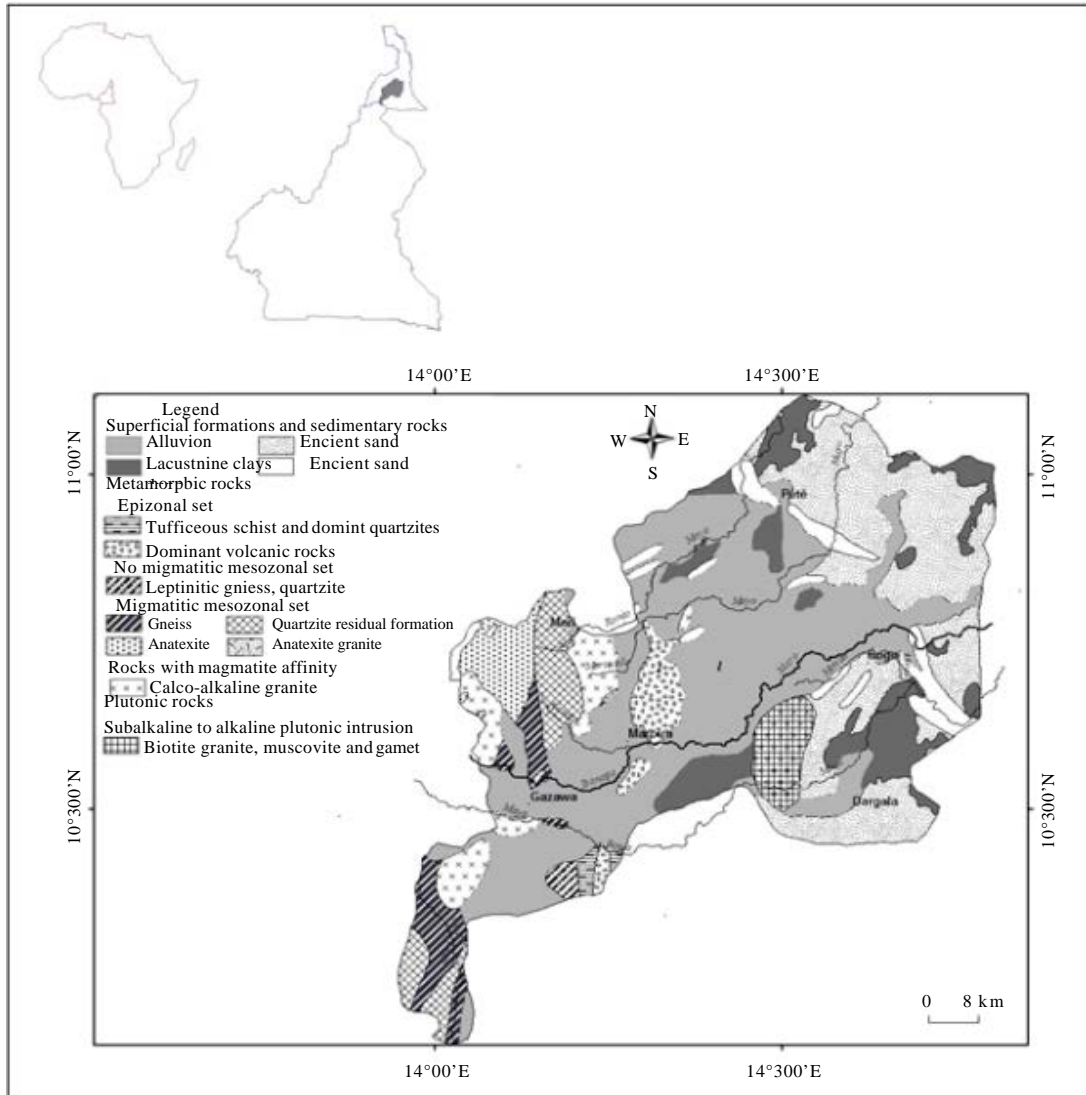 14°00'E 14°300'E
N
W E
S
11°00'N
11°00'N
10°300'N
10°300'N
Legend
Superficial formations and sedimentary rocks
Alluvion Encient sand
Lacustnine clays Encient sand
Metamorbic rocks
Epizonal set
Tufficeous schist and domint quartzites
Dominant volcanic rocks
No migmatitic mesozonal set
Leptinitic gniess, quartzite
Migmatitic mesozonal set
Gneiss Quartzite residual formation
Anatexite Anatexite granite
Rocks with magmatite affinity
Calco-alkaline granite
Plutonic rocks
Subalkaline to alkaline plutonic intrusion
Biotite granite, muscovite and gamet
Pété
Bogo
Gazawa
Dargala
0 8 km
14°00'E 14°300'E